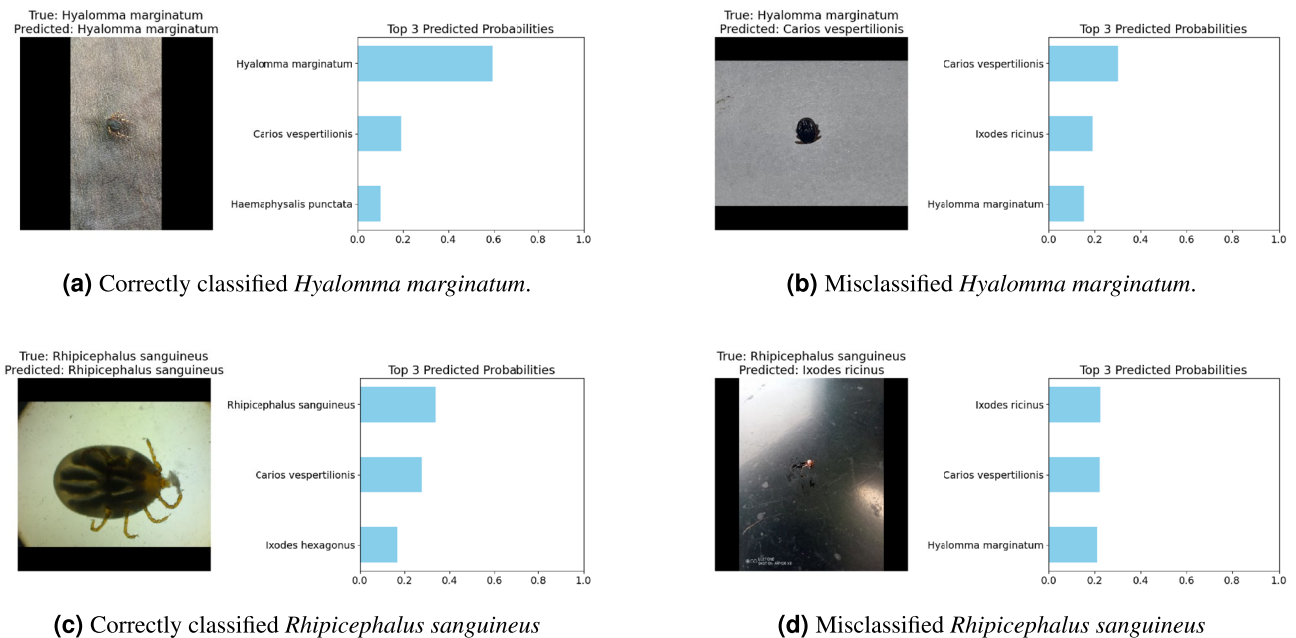 True: Hyalomma marginatum
Predicted: Hyalomma marginatum
Top 3 Predicted Probabilities
Hyalomma marginatum
Carios vespertilionis
Haemaphysalis punctata
0.0 0.2 0.4 0.6 0.8 1.0
(a) Correctly classified Hyalomma marginatum.
True: Hyalomma marginatum
Predicted: Carios vespertilionis
Top 3 Predicted Probabilities
Carios vespertilionis
Ixodes ricinus
Hyalomma marginatum
0.0 0.2 0.4 0.6 0.8 1.0
(b) Misclassified Hyalomma marginatum.
True: Rhipicephalus sanguineus
Predicted: Rhipicephalus sanguineus
Top 3 Predicted Probabilities
Rhipicephalus sanguineus
Carios vespertilionis
Ixodes hexagonus
0.0 0.2 0.4 0.6 0.8 1.0
(c) Correctly classified Rhipicephalus sanguineus
True: Rhipicephalus sanguineus
Predicted: Ixodes ricinus
Top 3 Predicted Probabilities
Ixodes ricinus
Carios vespertilionis
Hyalomma marginatum
0.0 0.2 0.4 0.6 0.8 1.0
(d) Misclassified Rhipicephalus sanguineus